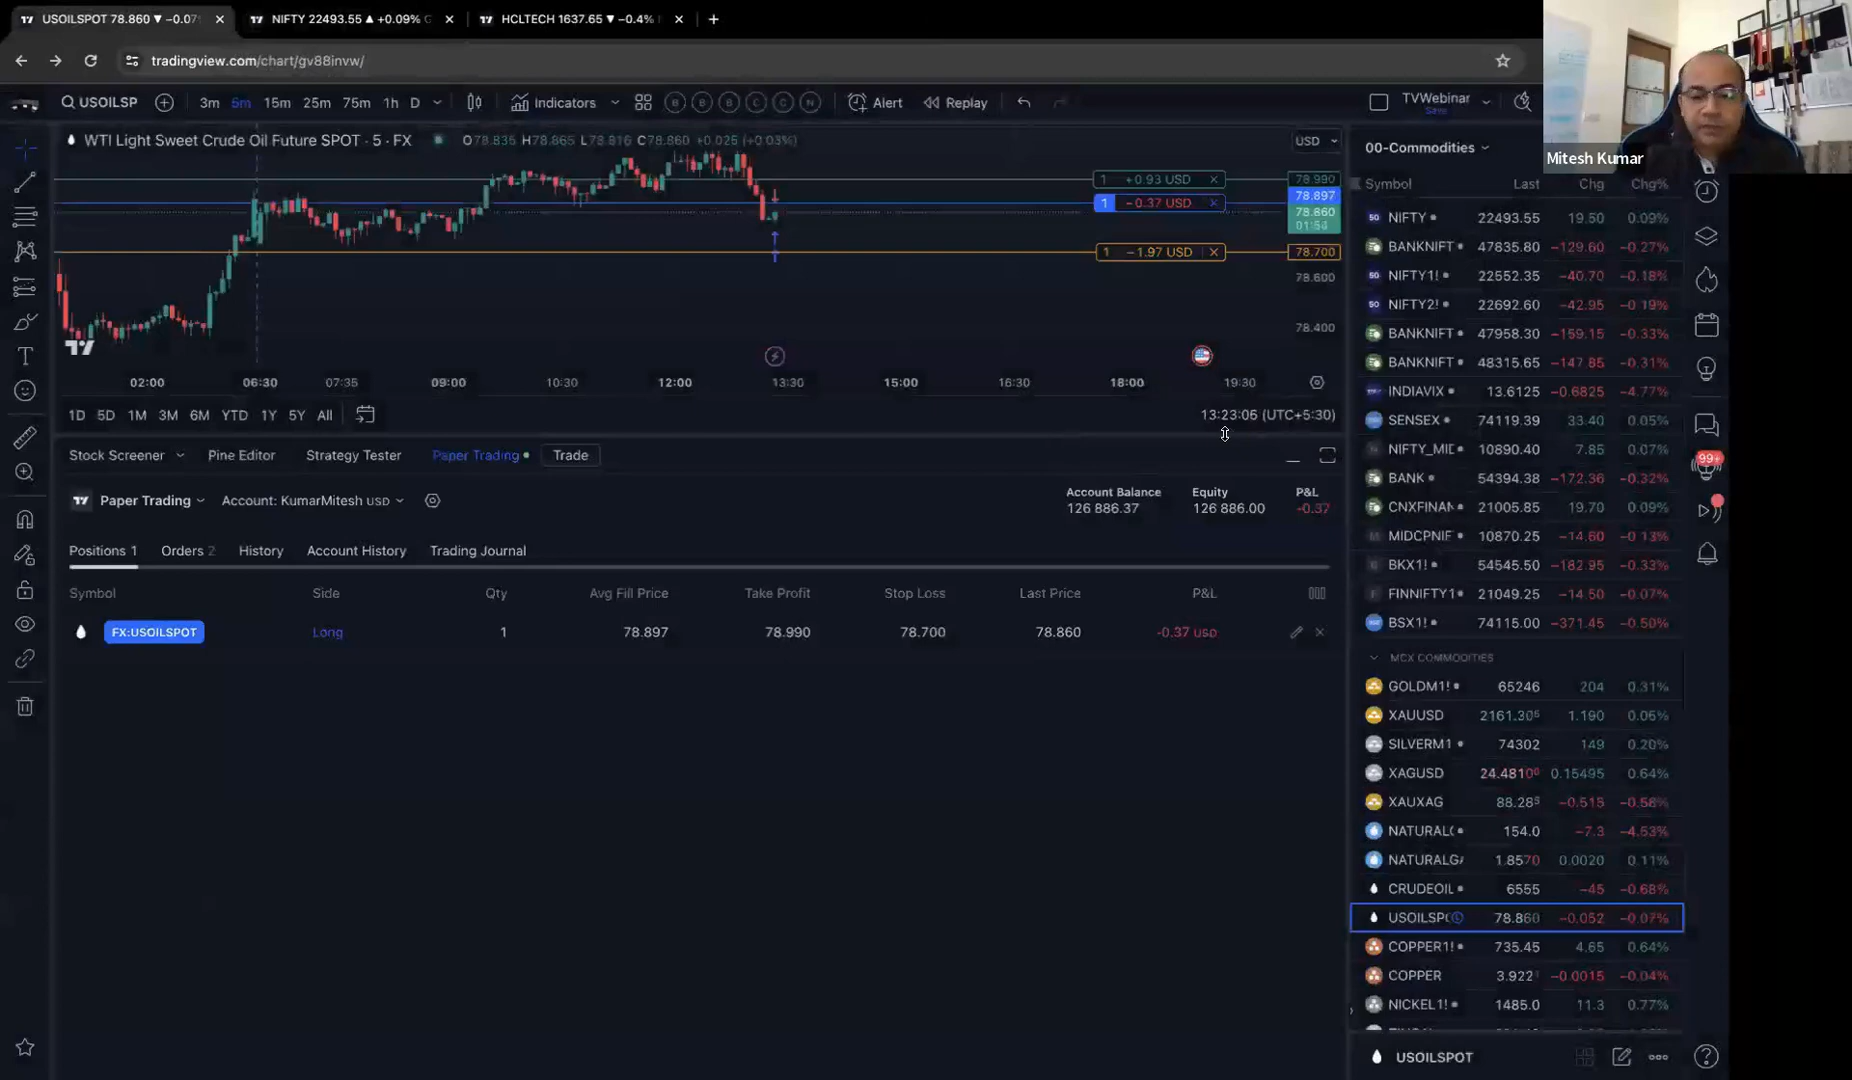 USOILSPOT 78.860 ▼ −0.07
NIFTY 22493.55 ▲ +0.09%
HCLTECH 1637.65 ▼ −0.4%
tradingview.com/chart/gv88invw/
USOILSP 3m 5m 15m 25m 75m 1h D Indicators B B B C C N Alert Replay TVWebinar
Save
Mitesh Kumar
WTI Light Sweet Crude Oil Future SPOT · 5 · FX O78.835 H78.865 L78.816 C78.860 +0.025 (+0.03%) USD
1 +0.93 USD 78.990
78.897
1 −0.37 USD
78.860
01:54
1 −1.97 USD 78.700
78.600
78.400
02:00 06:30 07:35 09:00 10:30 12:00 13:30 15:00 16:30 18:00 19:30
1D 5D 1M 3M 6M YTD 1Y 5Y All 13:23:06 (UTC+5:30)
Stock Screener Pine Editor Strategy Tester Paper Trading Trade
Paper Trading Account: KumarMitesh USD
Account Balance Equity P&L
126 886.37 126 886.00 -0.37
Positions 1 Orders 2 History Account History Trading Journal
Symbol Side Qty Avg Fill Price Take Profit Stop Loss Last Price P&L
FX:USOILSPOT Long 1 78.897 78.990 78.700 78.860 -0.37 USD
00-Commodities
Symbol Last Chg Chg%
NIFTY 22493.55 19.50 0.09%
BANKNIFT 47835.80 −129.60 −0.27%
NIFTY1! 22552.35 −40.70 −0.18%
NIFTY2! 22692.60 −42.95 −0.19%
BANKNIFT 47958.30 −159.15 −0.33%
BANKNIFT 48315.65 −147.85 −0.31%
INDIAVIX 13.6125 −0.6825 −4.77%
SENSEX 74119.39 33.40 0.05%
NIFTY_MID 10890.40 7.85 0.07%
BANK 54394.38 −172.36 −0.32%
CNXFINAN 21005.85 19.70 0.09%
MIDCPNIF 10870.25 −14.60 −0.13%
BKX1! 54545.50 −182.95 −0.33%
FINNIFTY1 21049.25 −14.50 −0.07%
BSX1! 74115.00 −371.45 −0.50%
MCX COMMODITIES
GOLDM1! 65246 204 0.31%
XAUUSD 2161.305 1.190 0.05%
SILVERM1 74302 149 0.20%
XAGUSD 24.4810 0.15495 0.64%
XAUXAG 88.285 −0.515 −0.58%
NATURAL 154.0 −7.3 −4.53%
NATURALGA 1.8570 0.0020 0.11%
CRUDEOIL 6555 −45 −0.68%
USOILSPO 78.860 −0.052 −0.07%
COPPER1! 735.45 4.65 0.64%
COPPER 3.922 −0.0015 −0.04%
NICKEL1! 1485.0 11.3 0.77%
USOILSPOT
99+